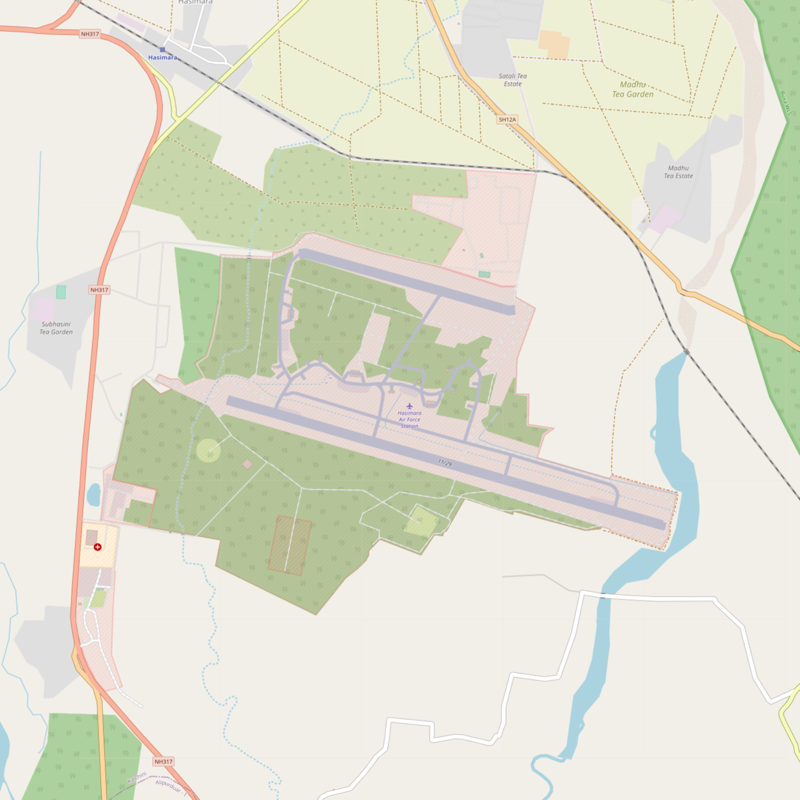 Hasimara
NH317
Hasimara
Satali Tea
Estate
Madhu
Tea Garden
SH12A
Madhu
Tea Estate
NH317
Subhasini
Tea Garden
Hasimara
Air Force
Station
11/29
NH317
Alipurduar